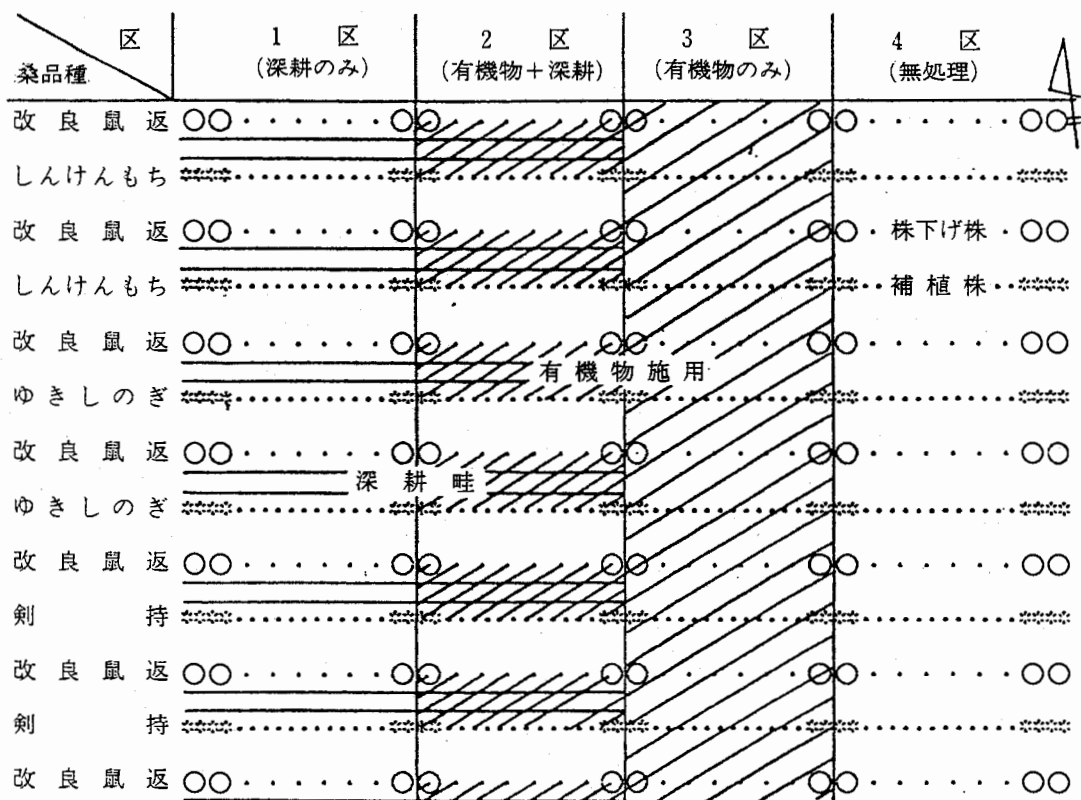 区
桑品種
1 区
(深耕のみ)
2 区
(有機物+深耕)
3 区
(有機物のみ)
4 区
(無処理)
改良鼠返
しんけんもち
改良鼠返 株下げ株
しんけんもち 補植株
改良鼠返
有機物施用
ゆきしのぎ
改良鼠返
深耕畦
ゆきしのぎ
改良鼠返
剣持
改良鼠返
剣持
改良鼠返